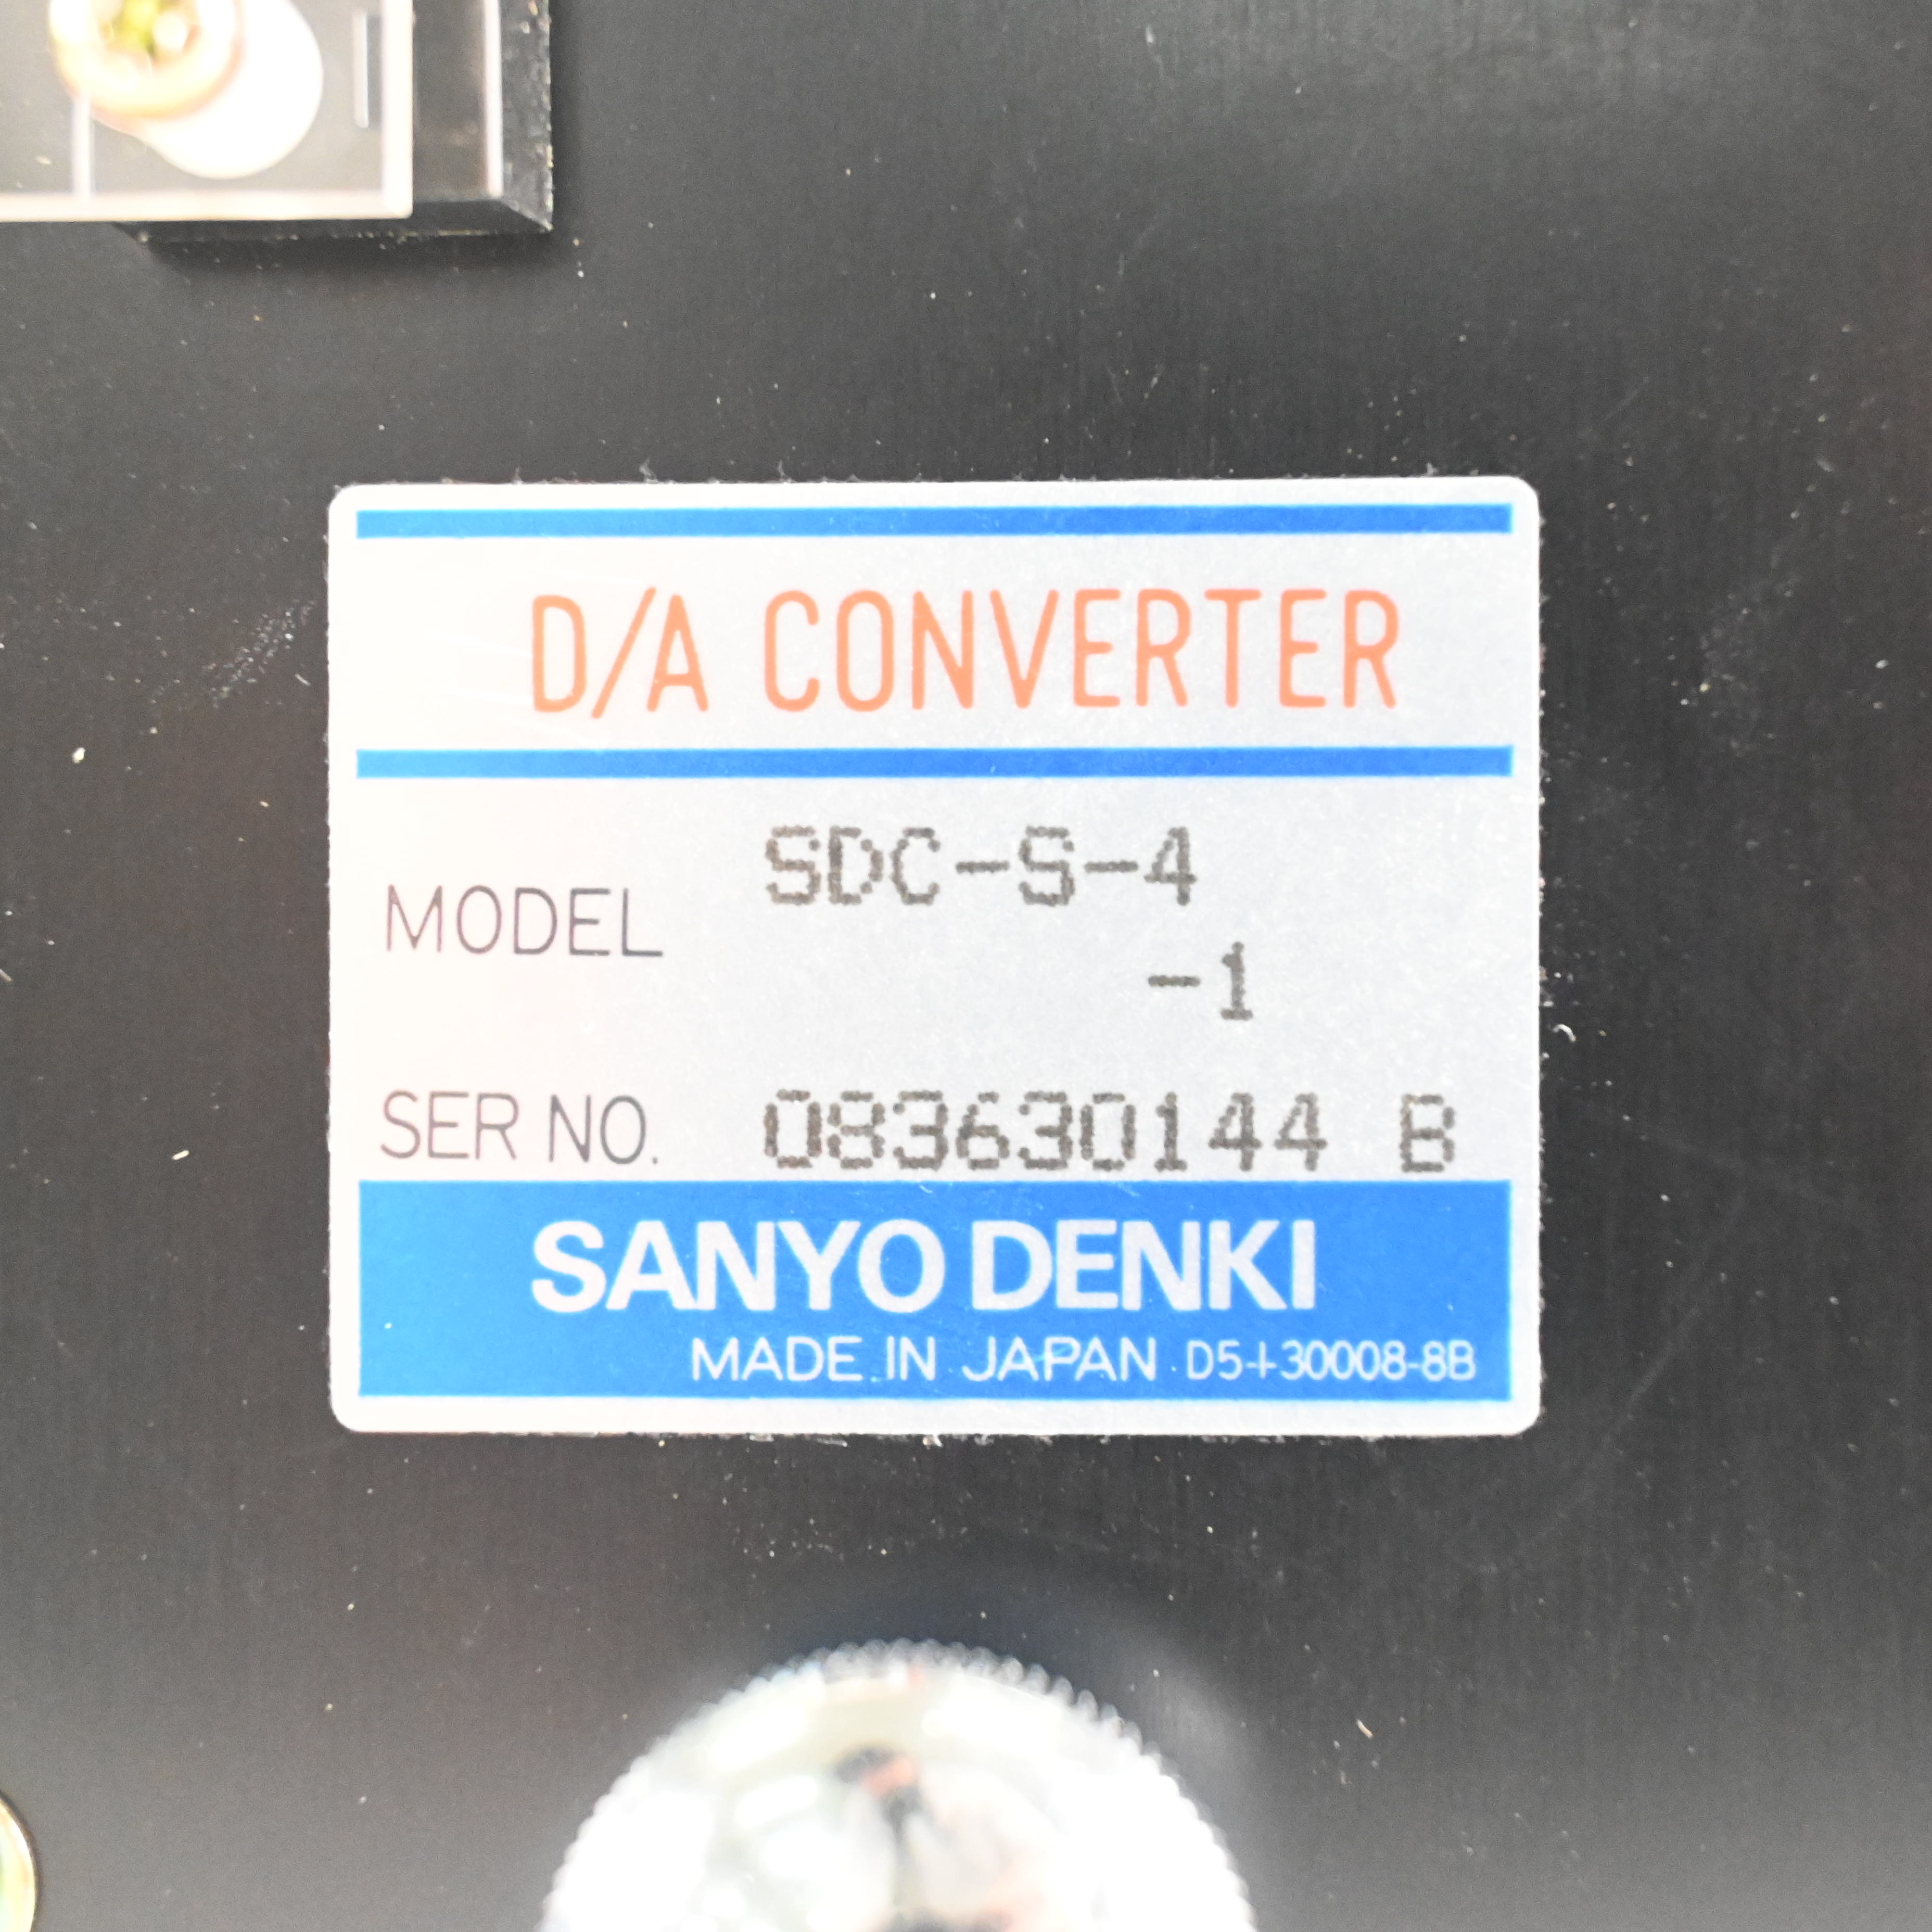 D/A CONVERTER
MODEL SDC-S-4
-1
SER NO. 083630144 B
SANYO DENKI
MADE IN JAPAN D5+30008-8B